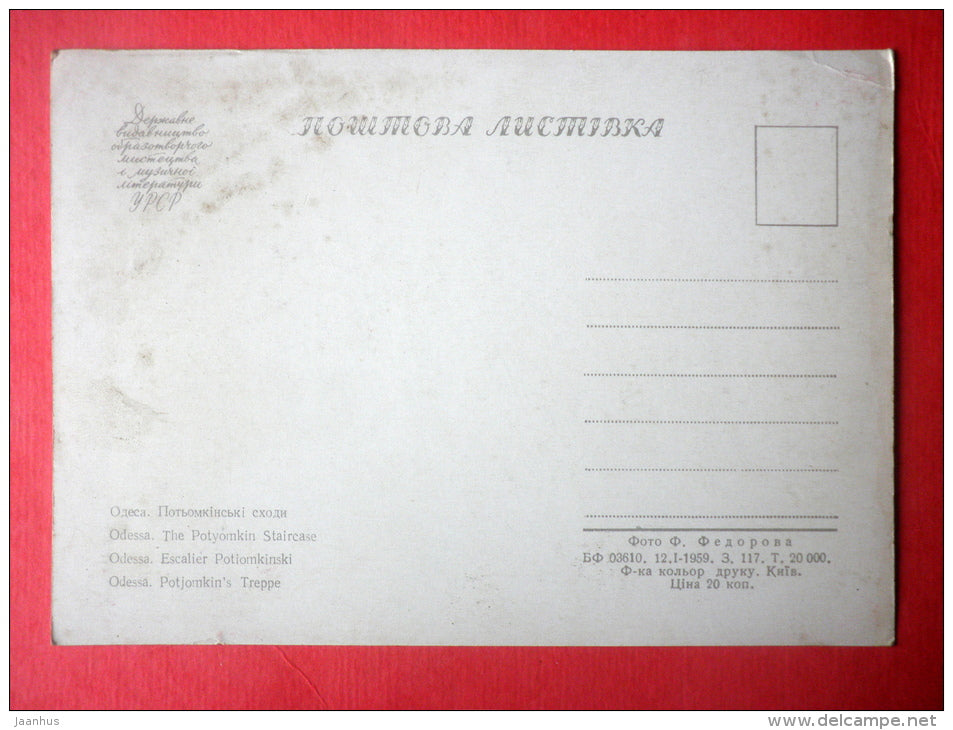 Державне
видавництво
образотворчого
мистецтва
і музичної
літератури
УРСР
ПОШТОВА ЛИСТІВКА
Одеса. Потьомкінські сходи
Odessa. The Potyomkin Staircase
Odessa. Escalier Potiomkinski
Odessa. Potjomkin's Treppe
Фото Ф. Федорова
БФ 03610. 12.I-1959. З. 117. Т. 20 000.
Ф-ка кольор друку. Київ.
Ціна 20 коп.
Jaanhus
www.delcampe.net